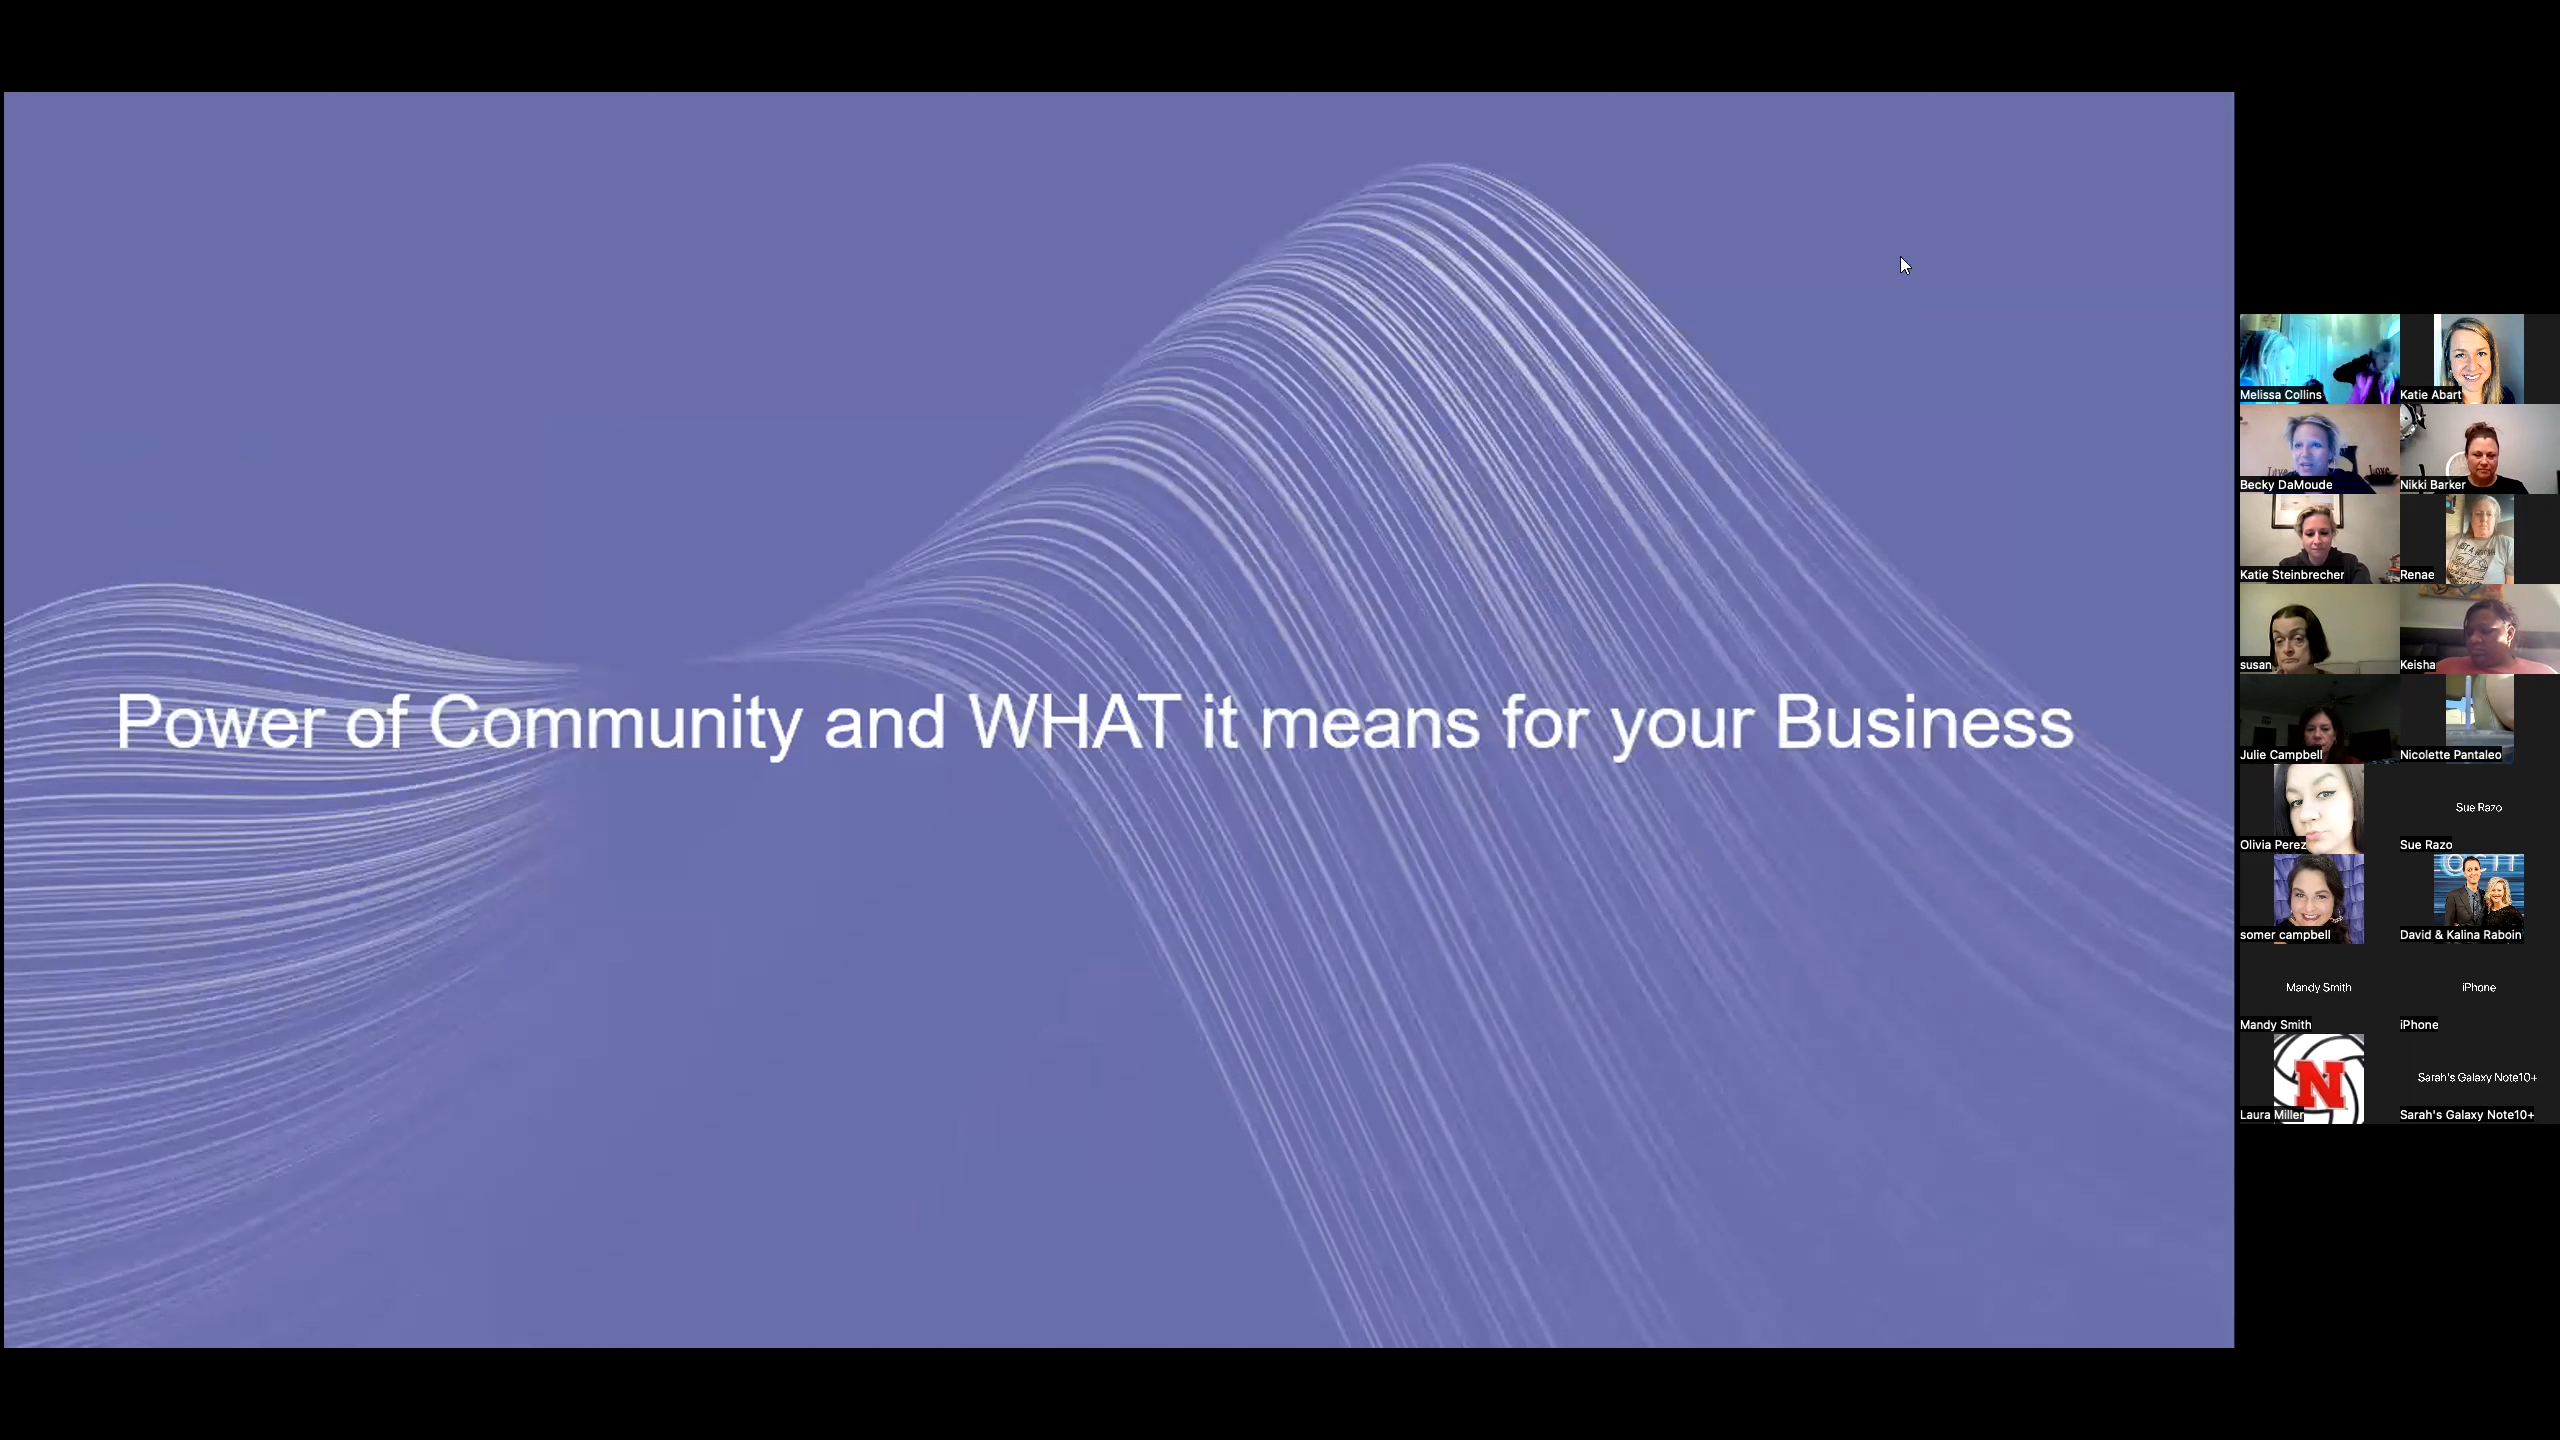 Power of Community and WHAT it means for your Business
Melissa Collins
Katie Abart
Becky DaMoude
Nikki Barker
Katie Steinbrecher
Renae
susan
Keisha
Julie Campbell
Nicolette Pantaleo
Olivia Perez
Sue Razo
Sue Razo
somer campbell
David & Kalina Raboin
Mandy Smith
Mandy Smith
iPhone
iPhone
N
Laura Miller
Sarah's Galaxy Note10+
Sarah's Galaxy Note10+